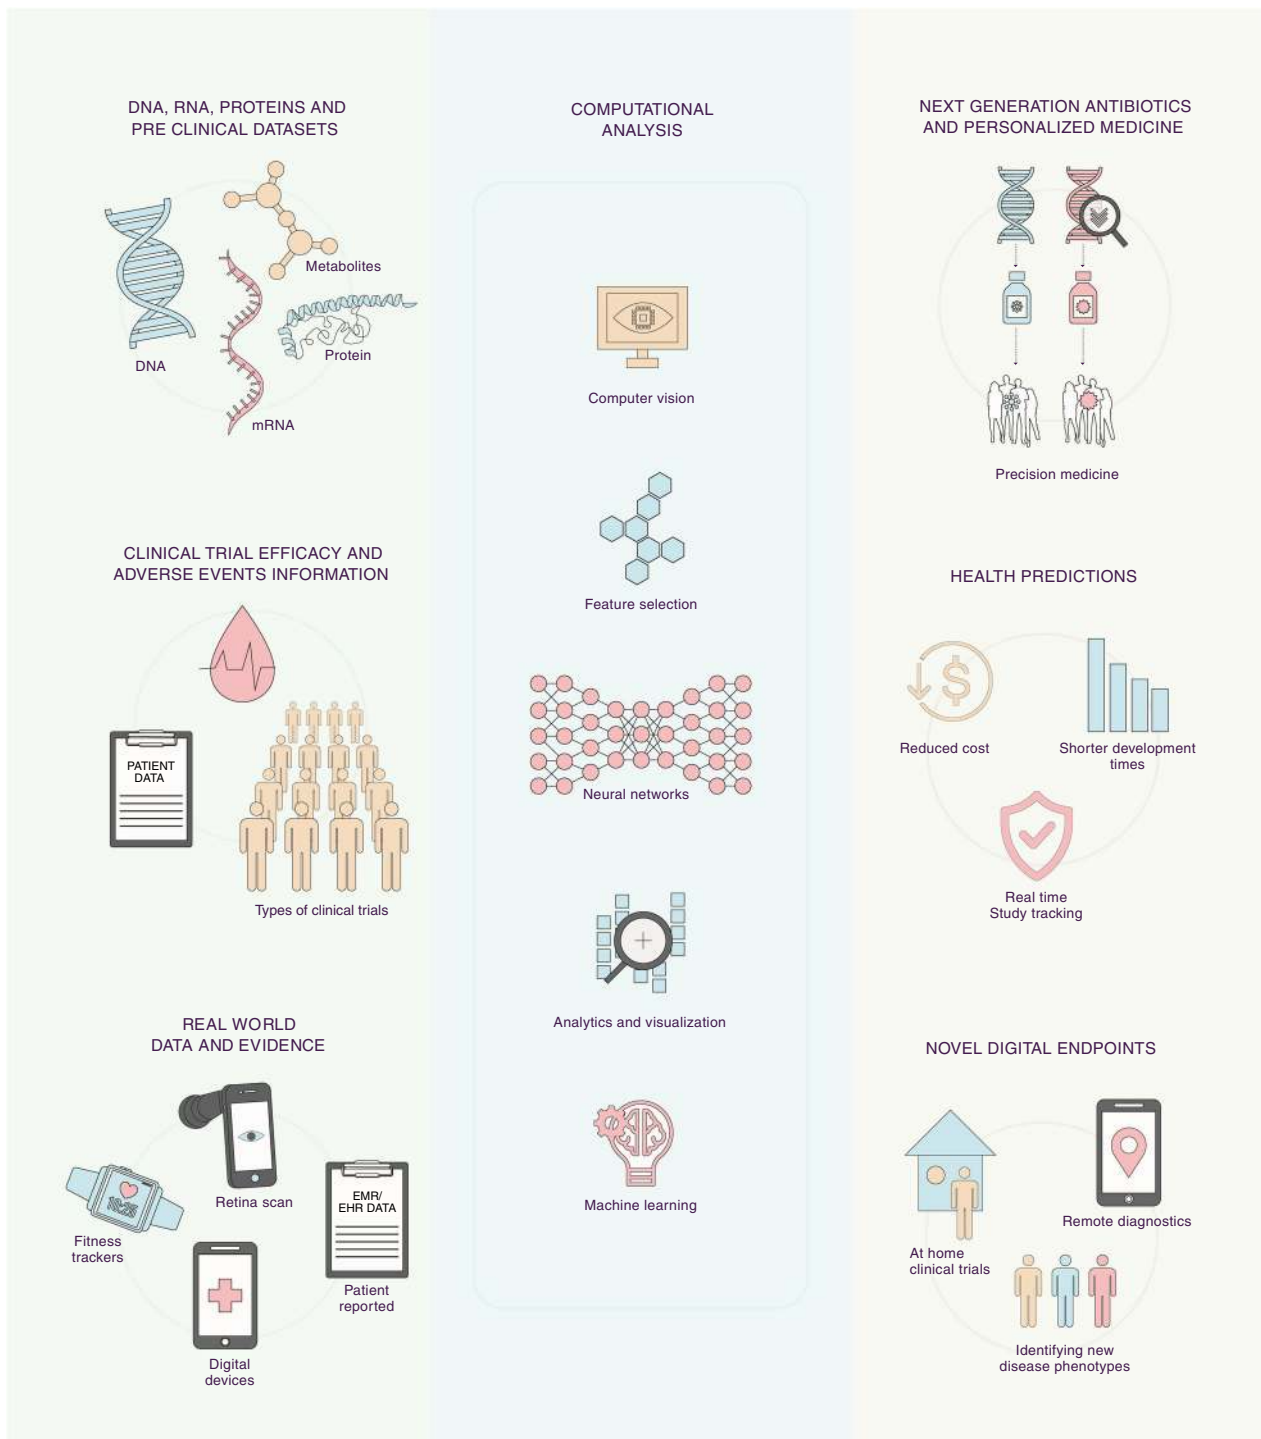 DNA, RNA, PROTEINS AND
PRE CLINICAL DATASETS
Metabolites
Protein
DNA
mRNA
CLINICAL TRIAL EFFICACY AND
ADVERSE EVENTS INFORMATION
PATIENT
DATA
Types of clinical trials
REAL WORLD
DATA AND EVIDENCE
Retina scan
10:25
EMR/
EHR DATA
Fitness
trackers
Patient
reported
Digital
devices
COMPUTATIONAL
ANALYSIS
Computer vision
Feature selection
Neural networks
Analytics and visualization
Machine learning
NEXT GENERATION ANTIBIOTICS
AND PERSONALIZED MEDICINE
Precision medicine
HEALTH PREDICTIONS
$
Reduced cost
Shorter development
times
Real time
Study tracking
NOVEL DIGITAL ENDPOINTS
Remote diagnostics
At home
clinical trials
Identifying new
disease phenotypes